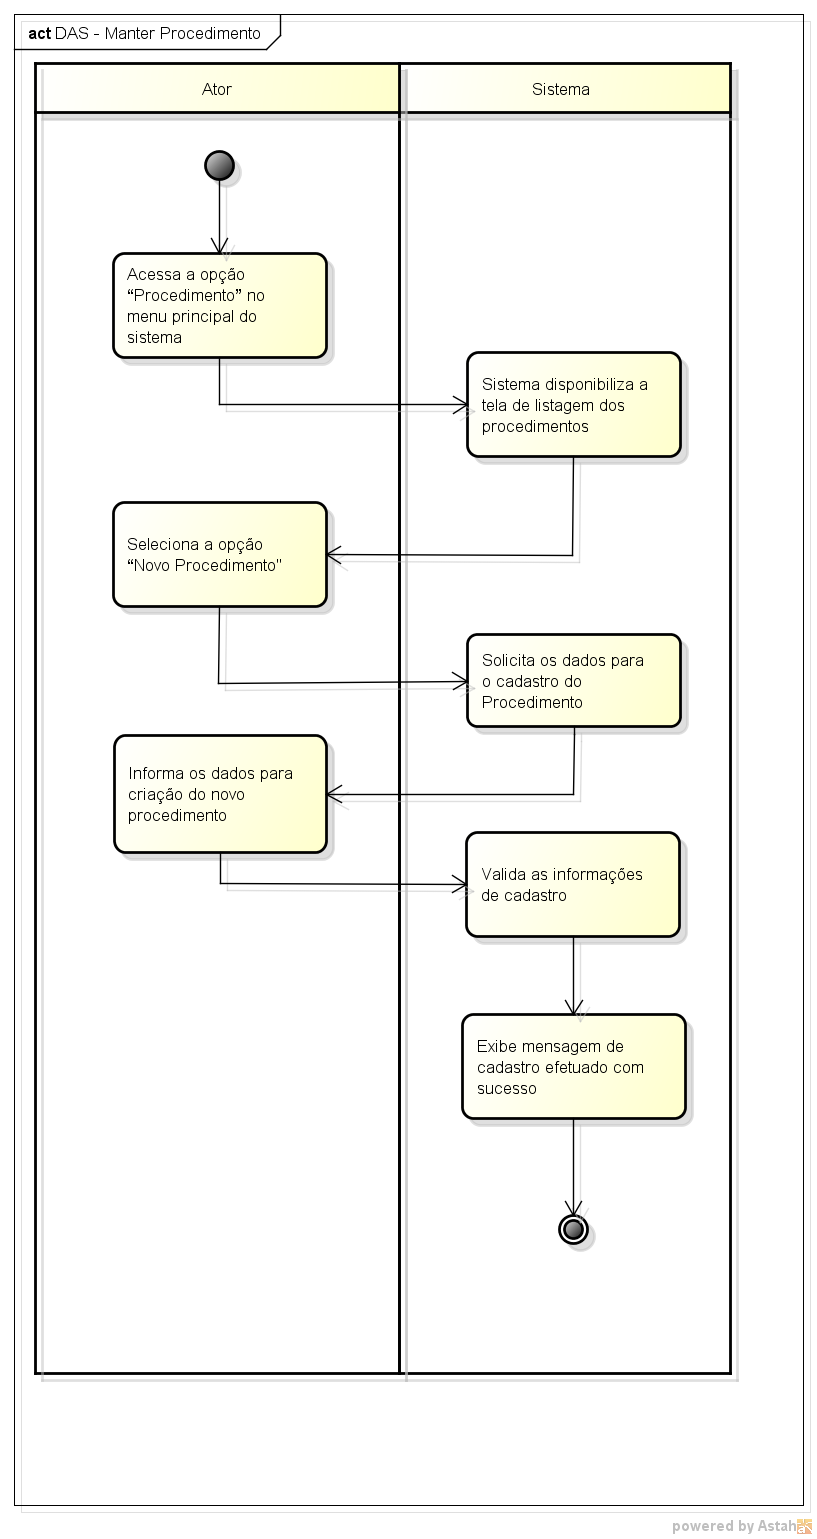 act DAS - Manter Procedimento
Ator
Sistema
Acessa a opção
“Procedimento” no
menu principal do
sistema
Sistema disponibiliza a
tela de listagem dos
procedimentos
Seleciona a opção
“Novo Procedimento"
Solicita os dados para
o cadastro do
Procedimento
Informa os dados para
criação do novo
procedimento
Valida as informações
de cadastro
Exibe mensagem de
cadastro efetuado com
sucesso
powered by Astah